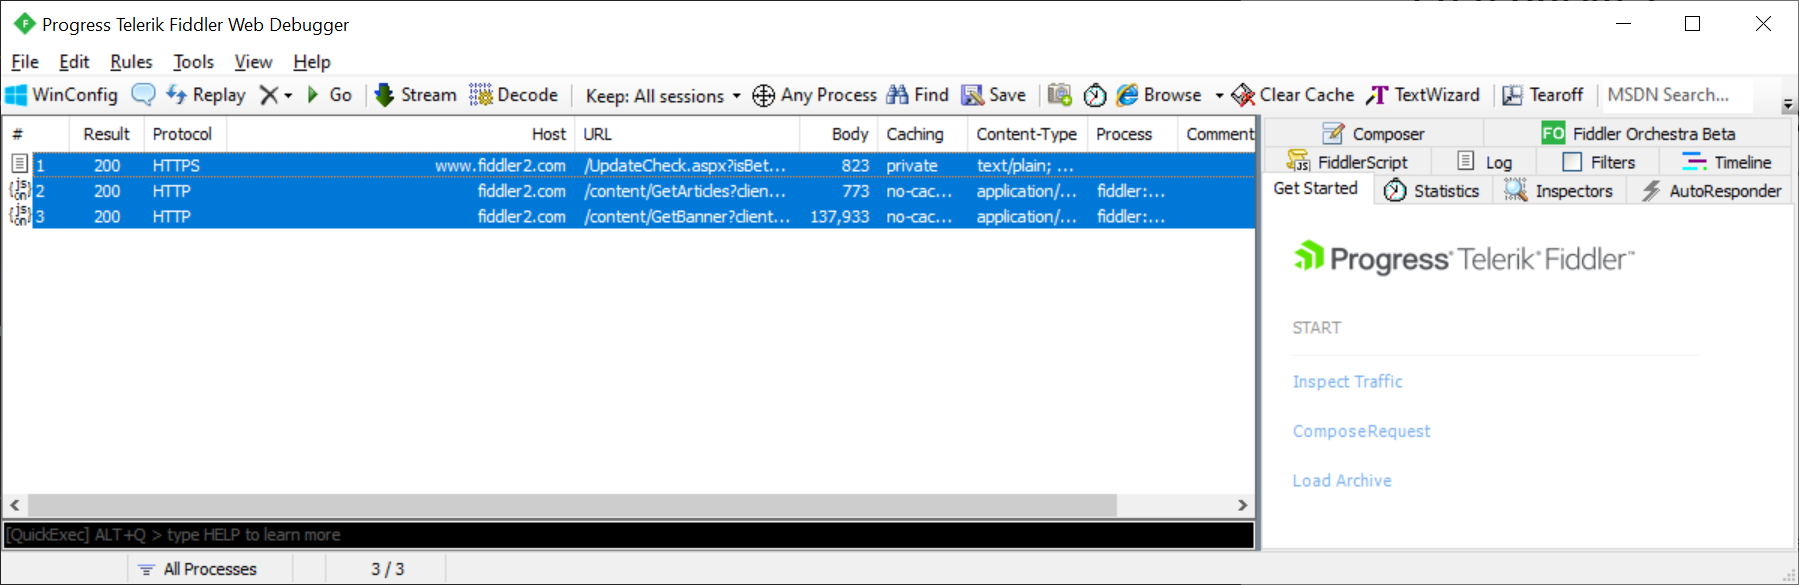 Progress Telerik Fiddler Web Debugger
File Edit Rules Tools View Help
WinConfig Replay Go Stream Decode Keep: All sessions Any Process Find Save Browse Clear Cache TextWizard Tearoff MSDN Search...
# Result Protocol Host URL Body Caching Content-Type Process Comment
1 200 HTTPS www.fiddler2.com /UpdateCheck.aspx?isBet... 823 private text/plain; ...
2 200 HTTP fiddler2.com /content/GetArticles?clien... 773 no-cac... application/... fiddler:...
3 200 HTTP fiddler2.com /content/GetBanner?client... 137,933 no-cac... application/... fiddler:...
[QuickExec] ALT+Q > type HELP to learn more
All Processes 3 / 3
Composer FO Fiddler Orchestra Beta
FiddlerScript Log Filters Timeline
Get Started Statistics Inspectors AutoResponder
Progress Telerik Fiddler
START
Inspect Traffic
ComposeRequest
Load Archive